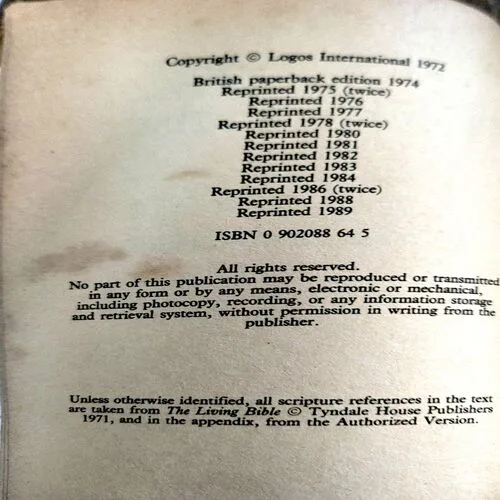 Copyright © Logos International 1972
British paperback edition 1974
Reprinted 1975 (twice)
Reprinted 1976
Reprinted 1977
Reprinted 1978 (twice)
Reprinted 1980
Reprinted 1981
Reprinted 1982
Reprinted 1983
Reprinted 1984
Reprinted 1986 (twice)
Reprinted 1988
Reprinted 1989
ISBN 0 902088 64 5
All rights reserved.
No part of this publication may be reproduced or transmitted
in any form or by any means, electronic or mechanical,
including photocopy, recording, or any information storage
and retrieval system, without permission in writing from the
publisher.
Unless otherwise identified, all scripture references in the text
are taken from The Living Bible © Tyndale House Publishers
1971, and in the appendix, from the Authorized Version.